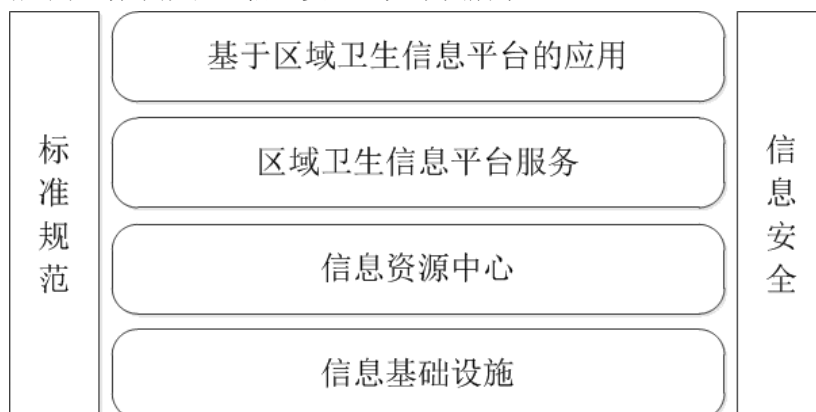 基于区域卫生信息平台的应用
区域卫生信息平台服务
信息资源中心
信息基础设施
标准规范
信息安全